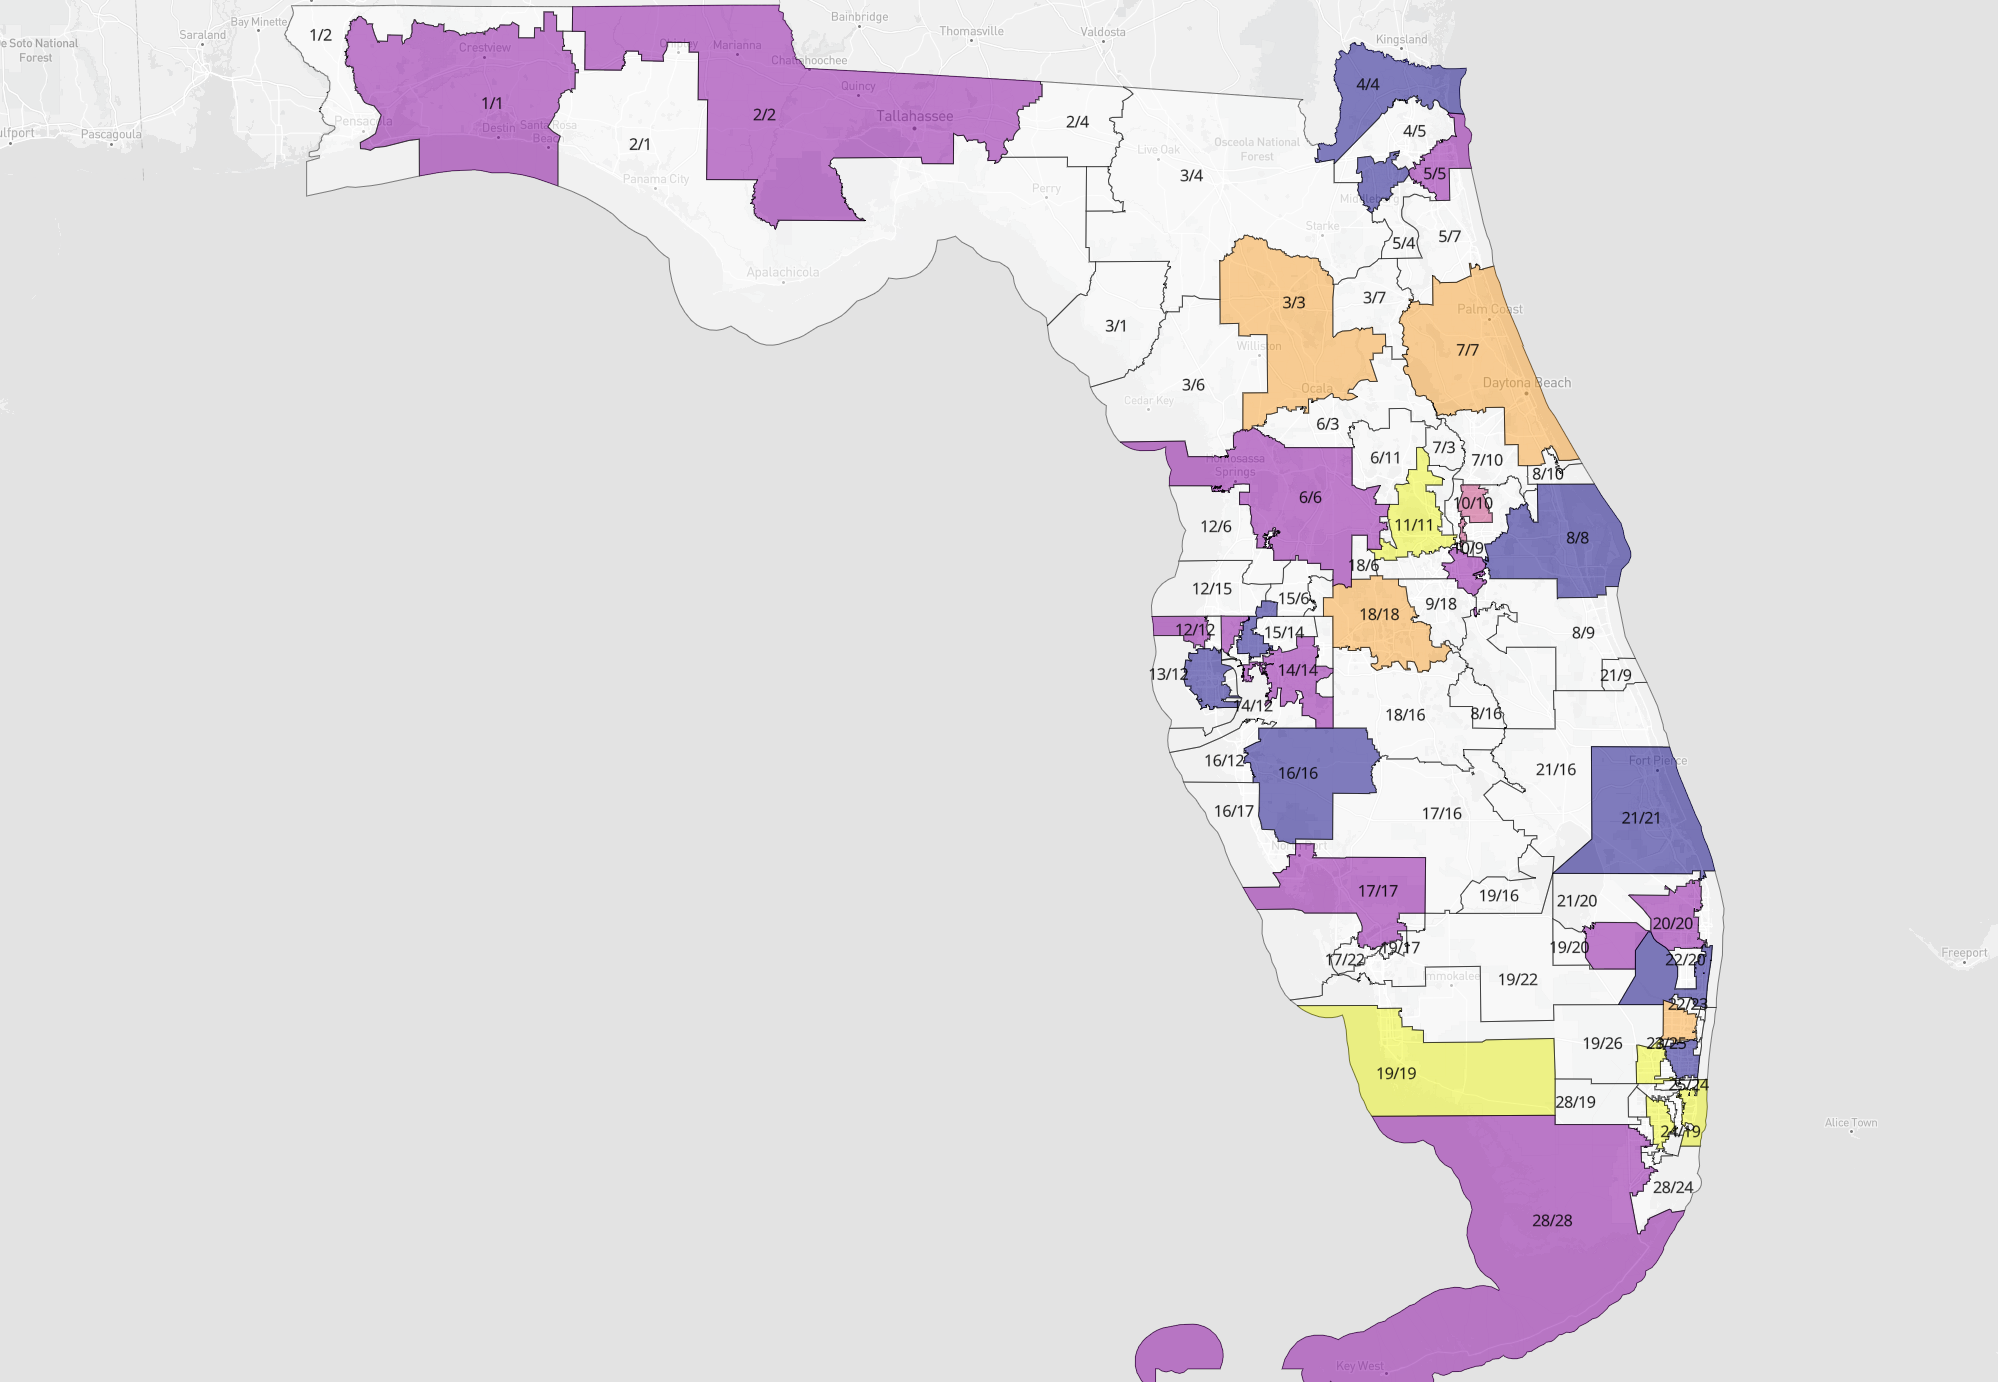 Bay Minette
Saraland
e Soto National
Forest
Pascagoula
ulfport
Bainbridge
Thomasville
Valdosta
Kingsland
1/2
Crestview
Chipley
Marianna
Chattahoochee
Quincy
Tallahassee
4/4
1/1
2/2
Pensacola
Destin
Santa Rosa
Beach
2/1
2/4
Live Oak
Osceola National
Forest
4/5
Panama City
Perry
3/4
5/5
Middleburg
Starke
5/4
5/7
Apalachicola
3/3
3/7
3/1
Palm Coast
Williston
7/7
3/6
Ocala
Daytona Beach
Cedar Key
6/3
7/3
6/11
7/10
Homosassa
Springs
8/10
6/6
10/10
12/6
11/11
8/8
10/9
18/6
12/15
15/6
9/18
18/18
12/12
15/14
8/9
13/12
14/14
21/9
14/12
18/16
8/16
16/12
16/16
21/16
Fort Pierce
16/17
17/16
21/21
North Port
17/17
19/16
21/20
20/20
19/17
19/20
17/22
22/20
Immokalee
19/22
22/23
19/26
19/19
25/24
28/19
24/19
28/24
28/28
Key West
Freeport
Alice Town